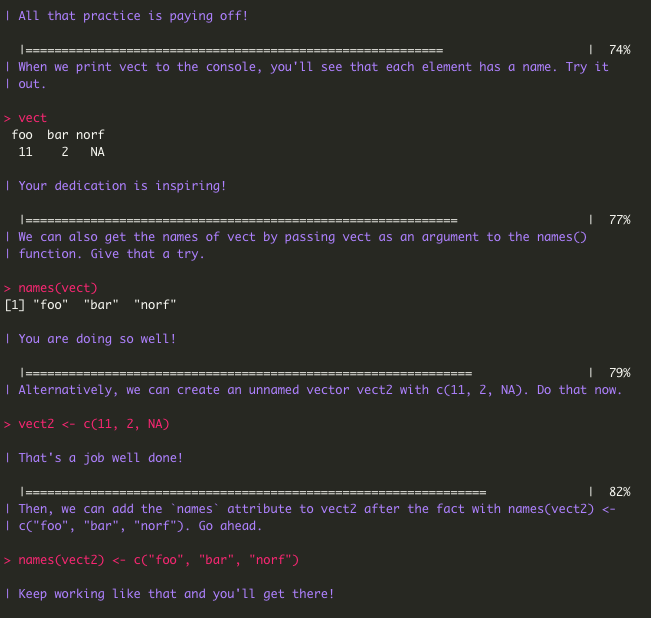 | All that practice is paying off!
|==========================================================                    |  74%
| When we print vect to the console, you'll see that each element has a name. Try it
| out.
> vect
 foo  bar norf
  11    2   NA
| Your dedication is inspiring!
|============================================================                  |  77%
| We can also get the names of vect by passing vect as an argument to the names()
| function. Give that a try.
> names(vect)
[1] "foo"  "bar"  "norf"
| You are doing so well!
|==============================================================                |  79%
| Alternatively, we can create an unnamed vector vect2 with c(11, 2, NA). Do that now.
> vect2 <- c(11, 2, NA)
| That's a job well done!
|================================================================              |  82%
| Then, we can add the `names` attribute to vect2 after the fact with names(vect2) <-
| c("foo", "bar", "norf"). Go ahead.
> names(vect2) <- c("foo", "bar", "norf")
| Keep working like that and you'll get there!